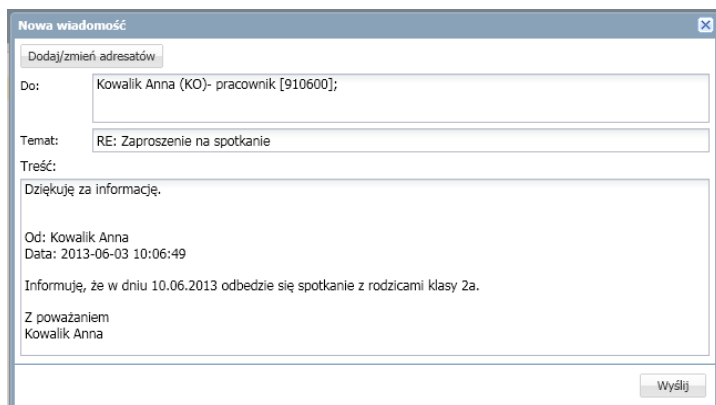 Nowa wiadomość
Dodaj/zmień adresatów
Do: Kowalik Anna (KO)- pracownik [910600];
Temat: RE: Zaproszenie na spotkanie
Treść:
Dziękuję za informację.
Od: Kowalik Anna
Data: 2013-06-03 10:06:49
Informuję, że w dniu 10.06.2013 odbedzie się spotkanie z rodzicami klasy 2a.
Z poważaniem
Kowalik Anna
Wyślij